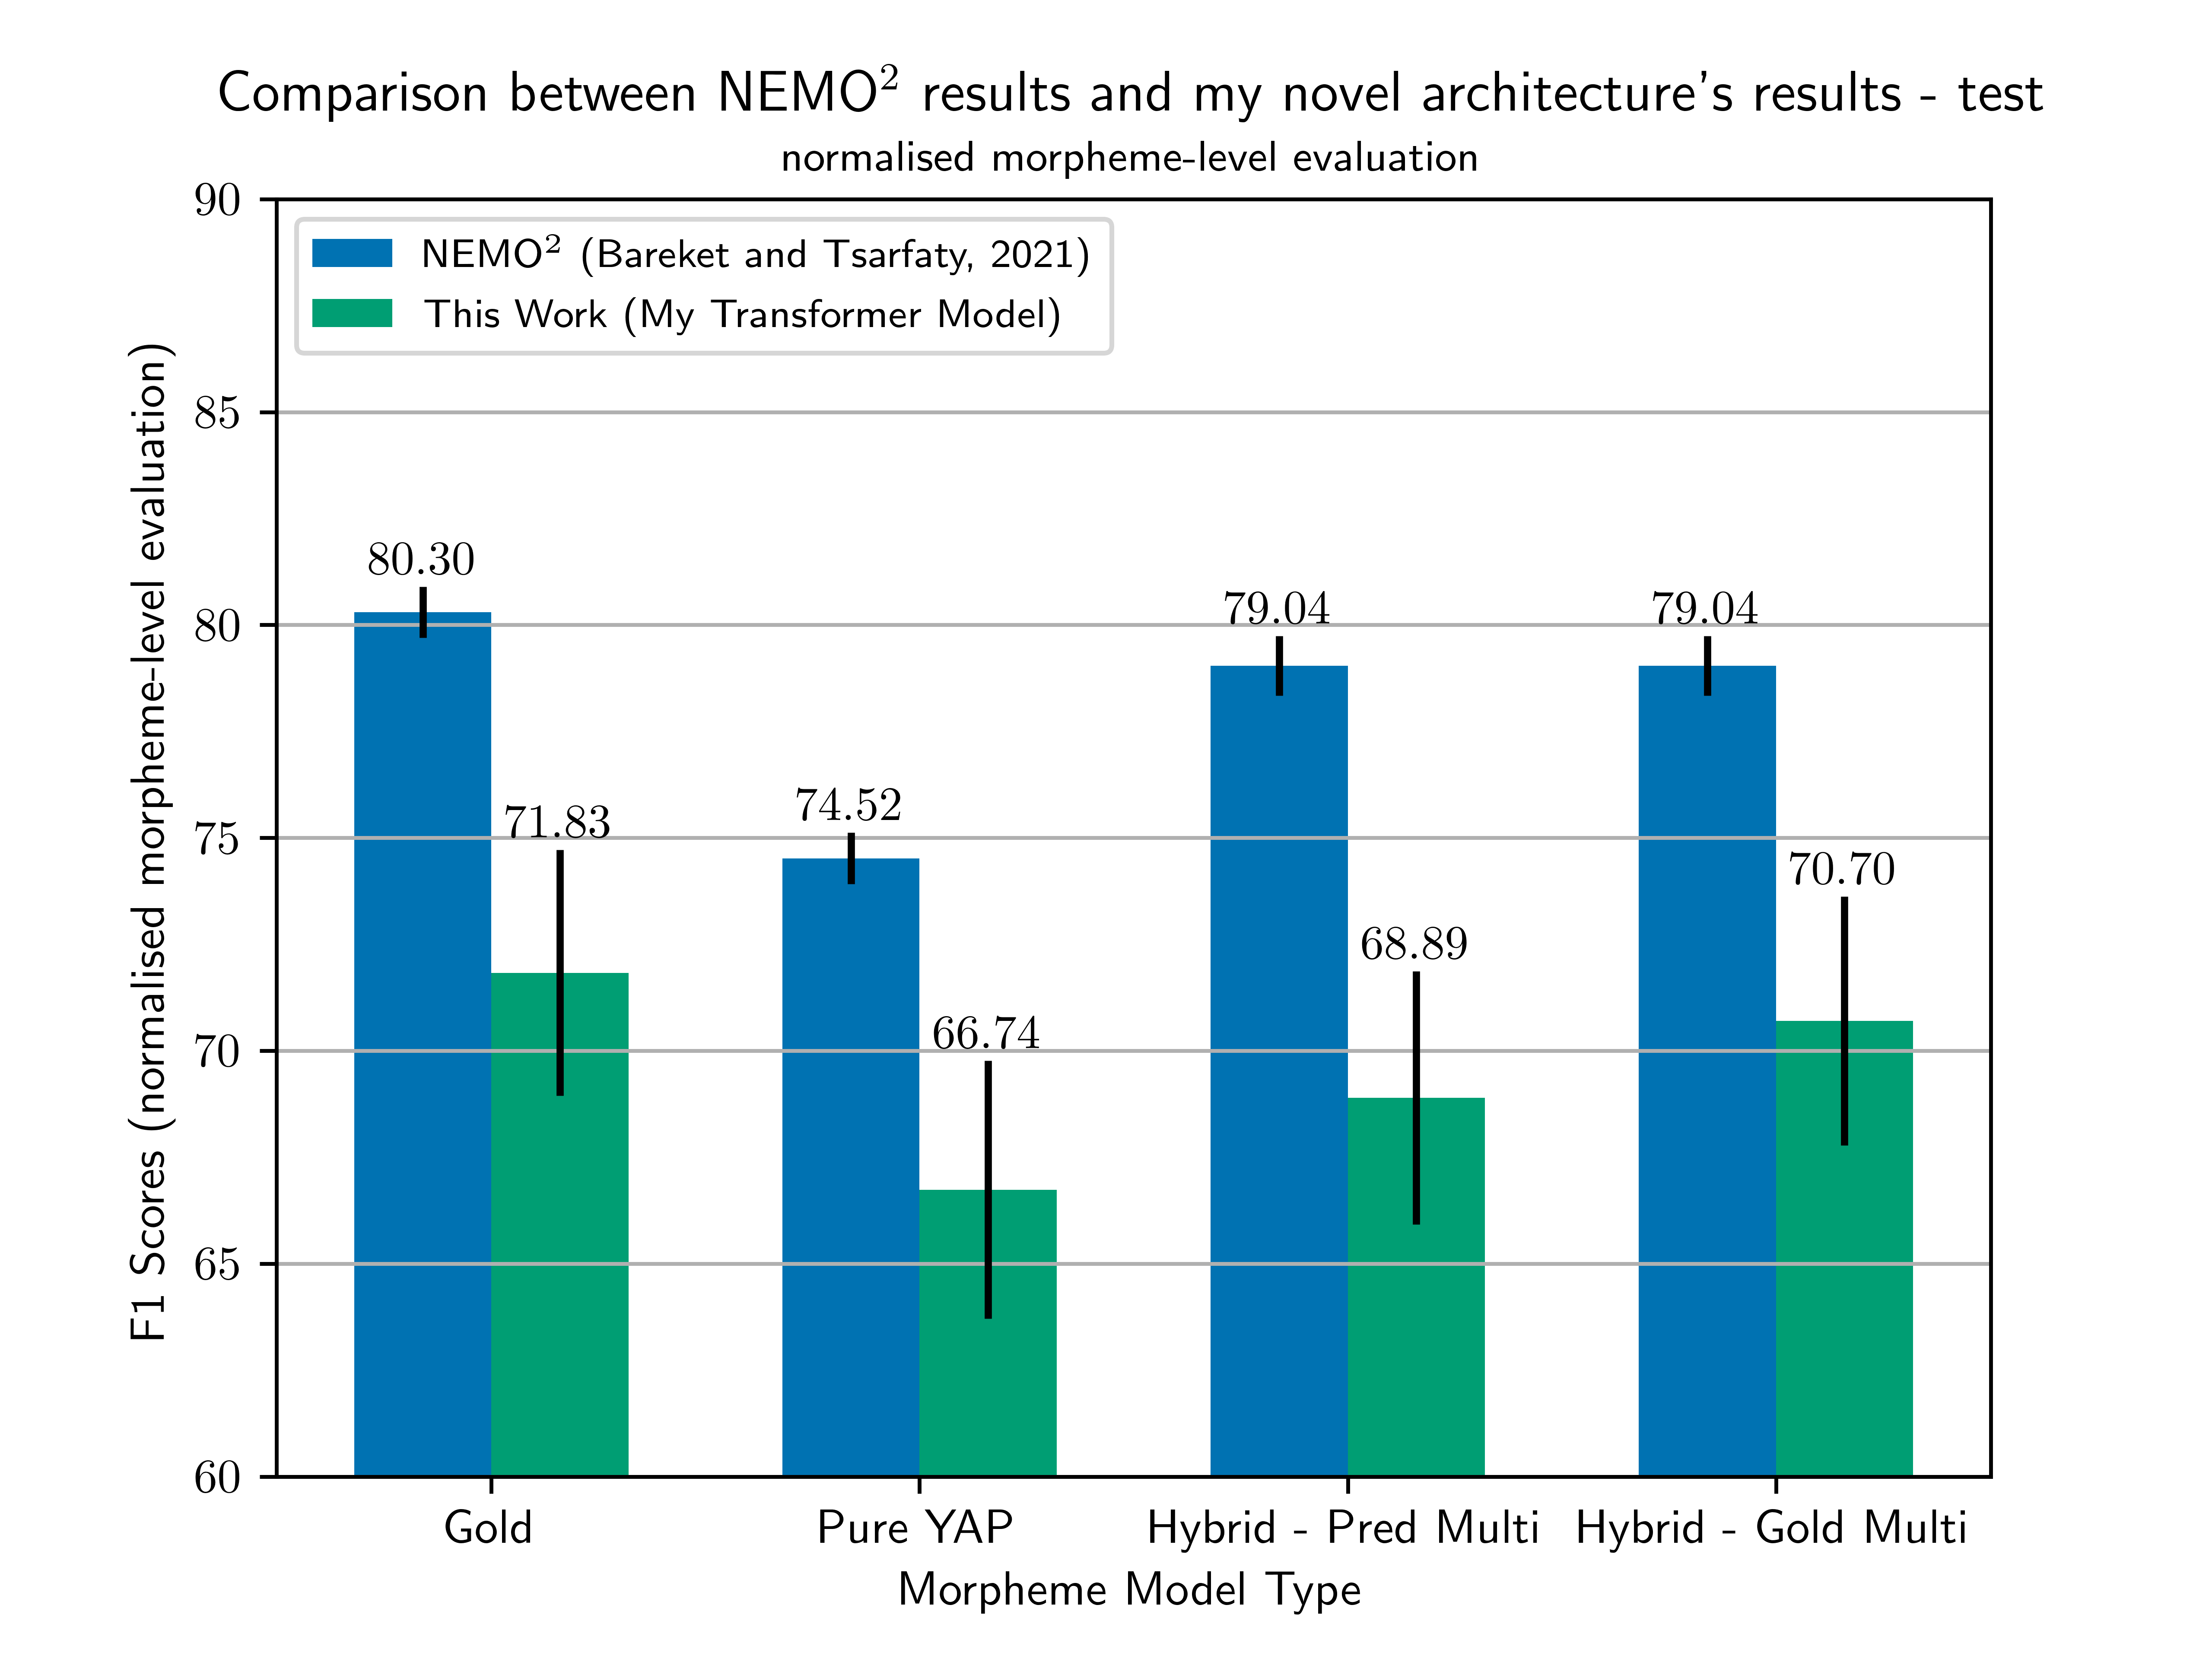 Comparison between NEMO² results and my novel architecture's results - test
normalised morpheme-level evaluation
NEMO² (Bareket and Tsarfaty, 2021)
This Work (My Transformer Model)
F1 Scores (normalised morpheme-level evaluation)
90
85
80
75
70
65
60
80.30
71.83
74.52
66.74
79.04
68.89
79.04
70.70
Gold
Pure YAP
Hybrid - Pred Multi
Hybrid - Gold Multi
Morpheme Model Type